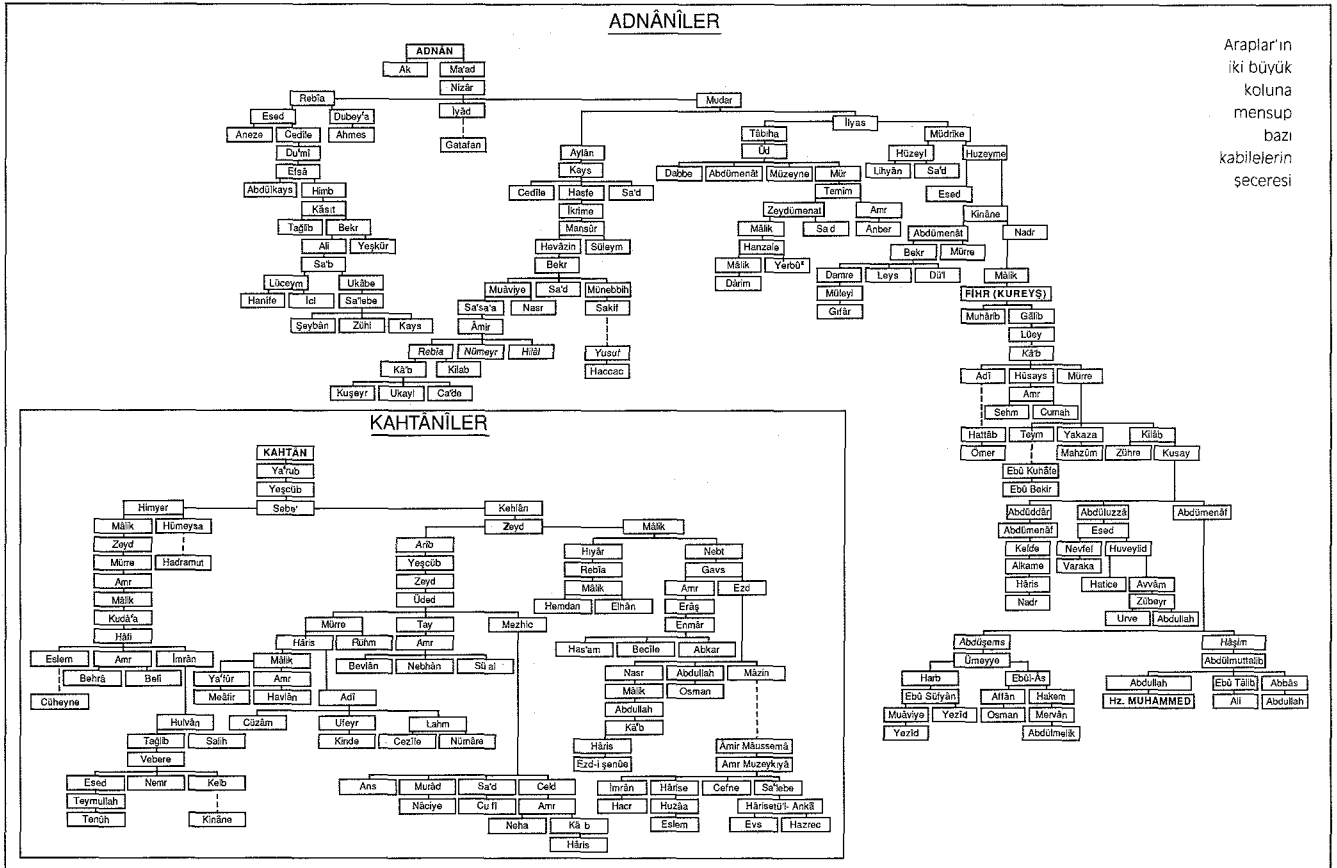 ADNÂNÎLER
Araplar'ın
iki büyük
koluna
mensup
bazı
kabilelerin
şeceresi
ADNÂN
Ak Ma'ad
Nizâr
Rebîa İyâd Mudar
Gatafan
Esed Dubey'a
Aneze Cedîle Ahmes
Du'mî
Efsâ
Abdülkays Hinb
Kāsıt
Tağlib Bekr
Ali Yeşkür
Sa'b
Lüceym Ukâbe
Hanîfe İcl Sa'lebe
Şeybân Zühl Kays
Aylân
Kays
Cedîle Hasfe Sa'd
İkrime
Mansûr
Hevâzin Süleym
Bekr
Muâviye Sa'd Münebbih
Sa'sa'a Nasr Sakîf
Âmir
Rebîa Nümeyr Hilâl Yusuf
Kâ'b Kilab Haccac
Kuşeyr Ukayl Ca'de
İlyas
Tâbıha Müdrike
Üd
Dabbe Abdümenât Müzeyne Mür
Temîm
Zeydümenat Amr
Mâlik Sa d Ânber
Hanzale
Mâlik Yerbû'
Dârim
Hüzeyl Huzeyme
Lihyân Sa'd
Esed
Kinâne
Abdümenât Nadr
Bekr Mürre
Damre Leys Dü'l Mâlik
Müleyl
Gıfâr
FİHR (KUREYŞ)
Muhârib Gālib
Lüey
Kâ'b
Adî Hüsays Mürre
Amr
Sehm Cumah
Hattâb Teym Yakaza Kilâb
Ömer Mahzûm Zühre Kusay
Ebû Kuhâfe
Ebû Bekir
Abdüddâr Abdüluzzâ Abdümenâf
Abdümenâf Esed
Kelde Nevfel Huveylid
Alkame Varaka
Hâris Hatice Avvâm
Nadr Zübeyr
Urve Abdullah
Abdüşems Hâşim
Ümeyye Abdülmuttalib
Harb Ebü'l-Âs Abdullah Ebû Tâlib Abbâs
Ebû Süfyân Affân Hakem Hz. MUHAMMED Ali Abdullah
Muâviye Yezîd Osman Mervân
Yezîd Abdülmelik
KAHTÂNÎLER
KAHTÂN
Ya'rub
Yeşcüb
Himyer Sebe' Kehlân
Mâlik Hümeysa
Zeyd
Mürre Hadramut
Amr
Mâlik
Kudâ'a
Hâfi
Eslem Amr İmrân
Behrâ Belî
Cüheyne
Hulvân
Tağlib Salih
Vebere
Esed Nemr Kelb
Teymullah
Tenûh Kinâne
Zeyd Mâlik
Arîb
Yeşcüb
Zeyd
Üded
Mürre Tay Mezhic
Hâris Rühm Amr
Mâlik Bevlân Nebhân Sü al
Ya'fûr Amr
Meâfir Havlân Adî
Cüzâm Ufeyr Lahm
Kinde Cezîle Nümâre
Ans Murâd Sa'd Celd
Nâciye Cu fî Amr
Neha Kâ b
Hâris
Hıyâr Nebt
Rebîa Gavs
Mâlik Amr Ezd
Hemdan Elhân Erâş
Enmâr
Has'am Becîle Abkar
Nasr Abdullah Mâzin
Mâlik Osman
Abdullah
Kâ'b
Hâris Âmir Mâussemâ
Ezd-i şenûe Amr Muzeykıyâ
İmrân Hârise Cefne Sa'lebe
Hacr Huzâa Hârisetü'l- Ankā
Eslem Evs Hazrec